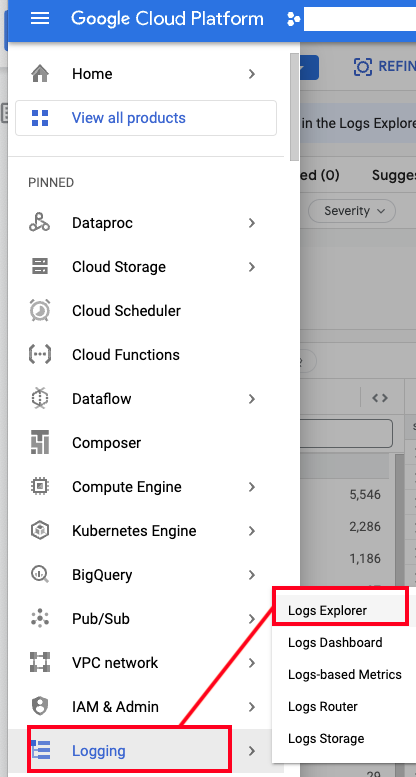 Google Cloud Platform
Home
View all products
PINNED
Dataproc
Cloud Storage
Cloud Scheduler
Cloud Functions
Dataflow
Composer
Compute Engine
Kubernetes Engine
BigQuery
Pub/Sub
VPC network
IAM & Admin
Logging
Logs Explorer
Logs Dashboard
Logs-based Metrics
Logs Router
Logs Storage
REFIN
in the Logs Explore
ed (0) Sugges
Severity
5,546
2,286
1,186
29